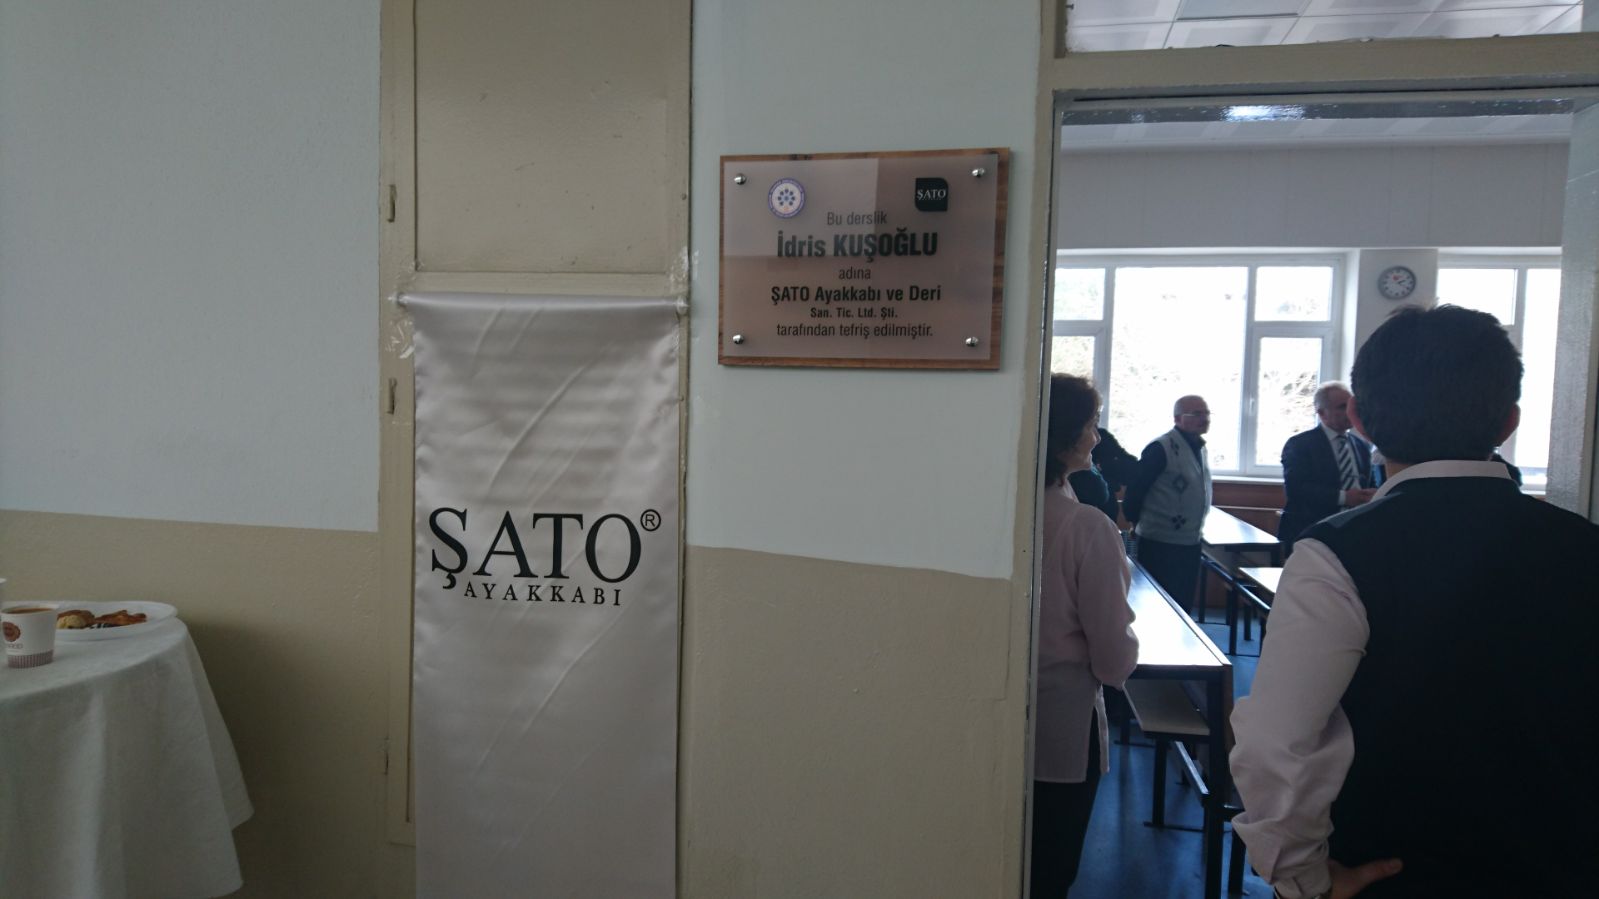 ŞATO
Bu derslik
İdris KUŞOĞLU
adına
ŞATO Ayakkabı ve Deri
San. Tic. Ltd. Şti.
tarafından tefriş edilmiştir.
ŞATO®
AYAKKABI